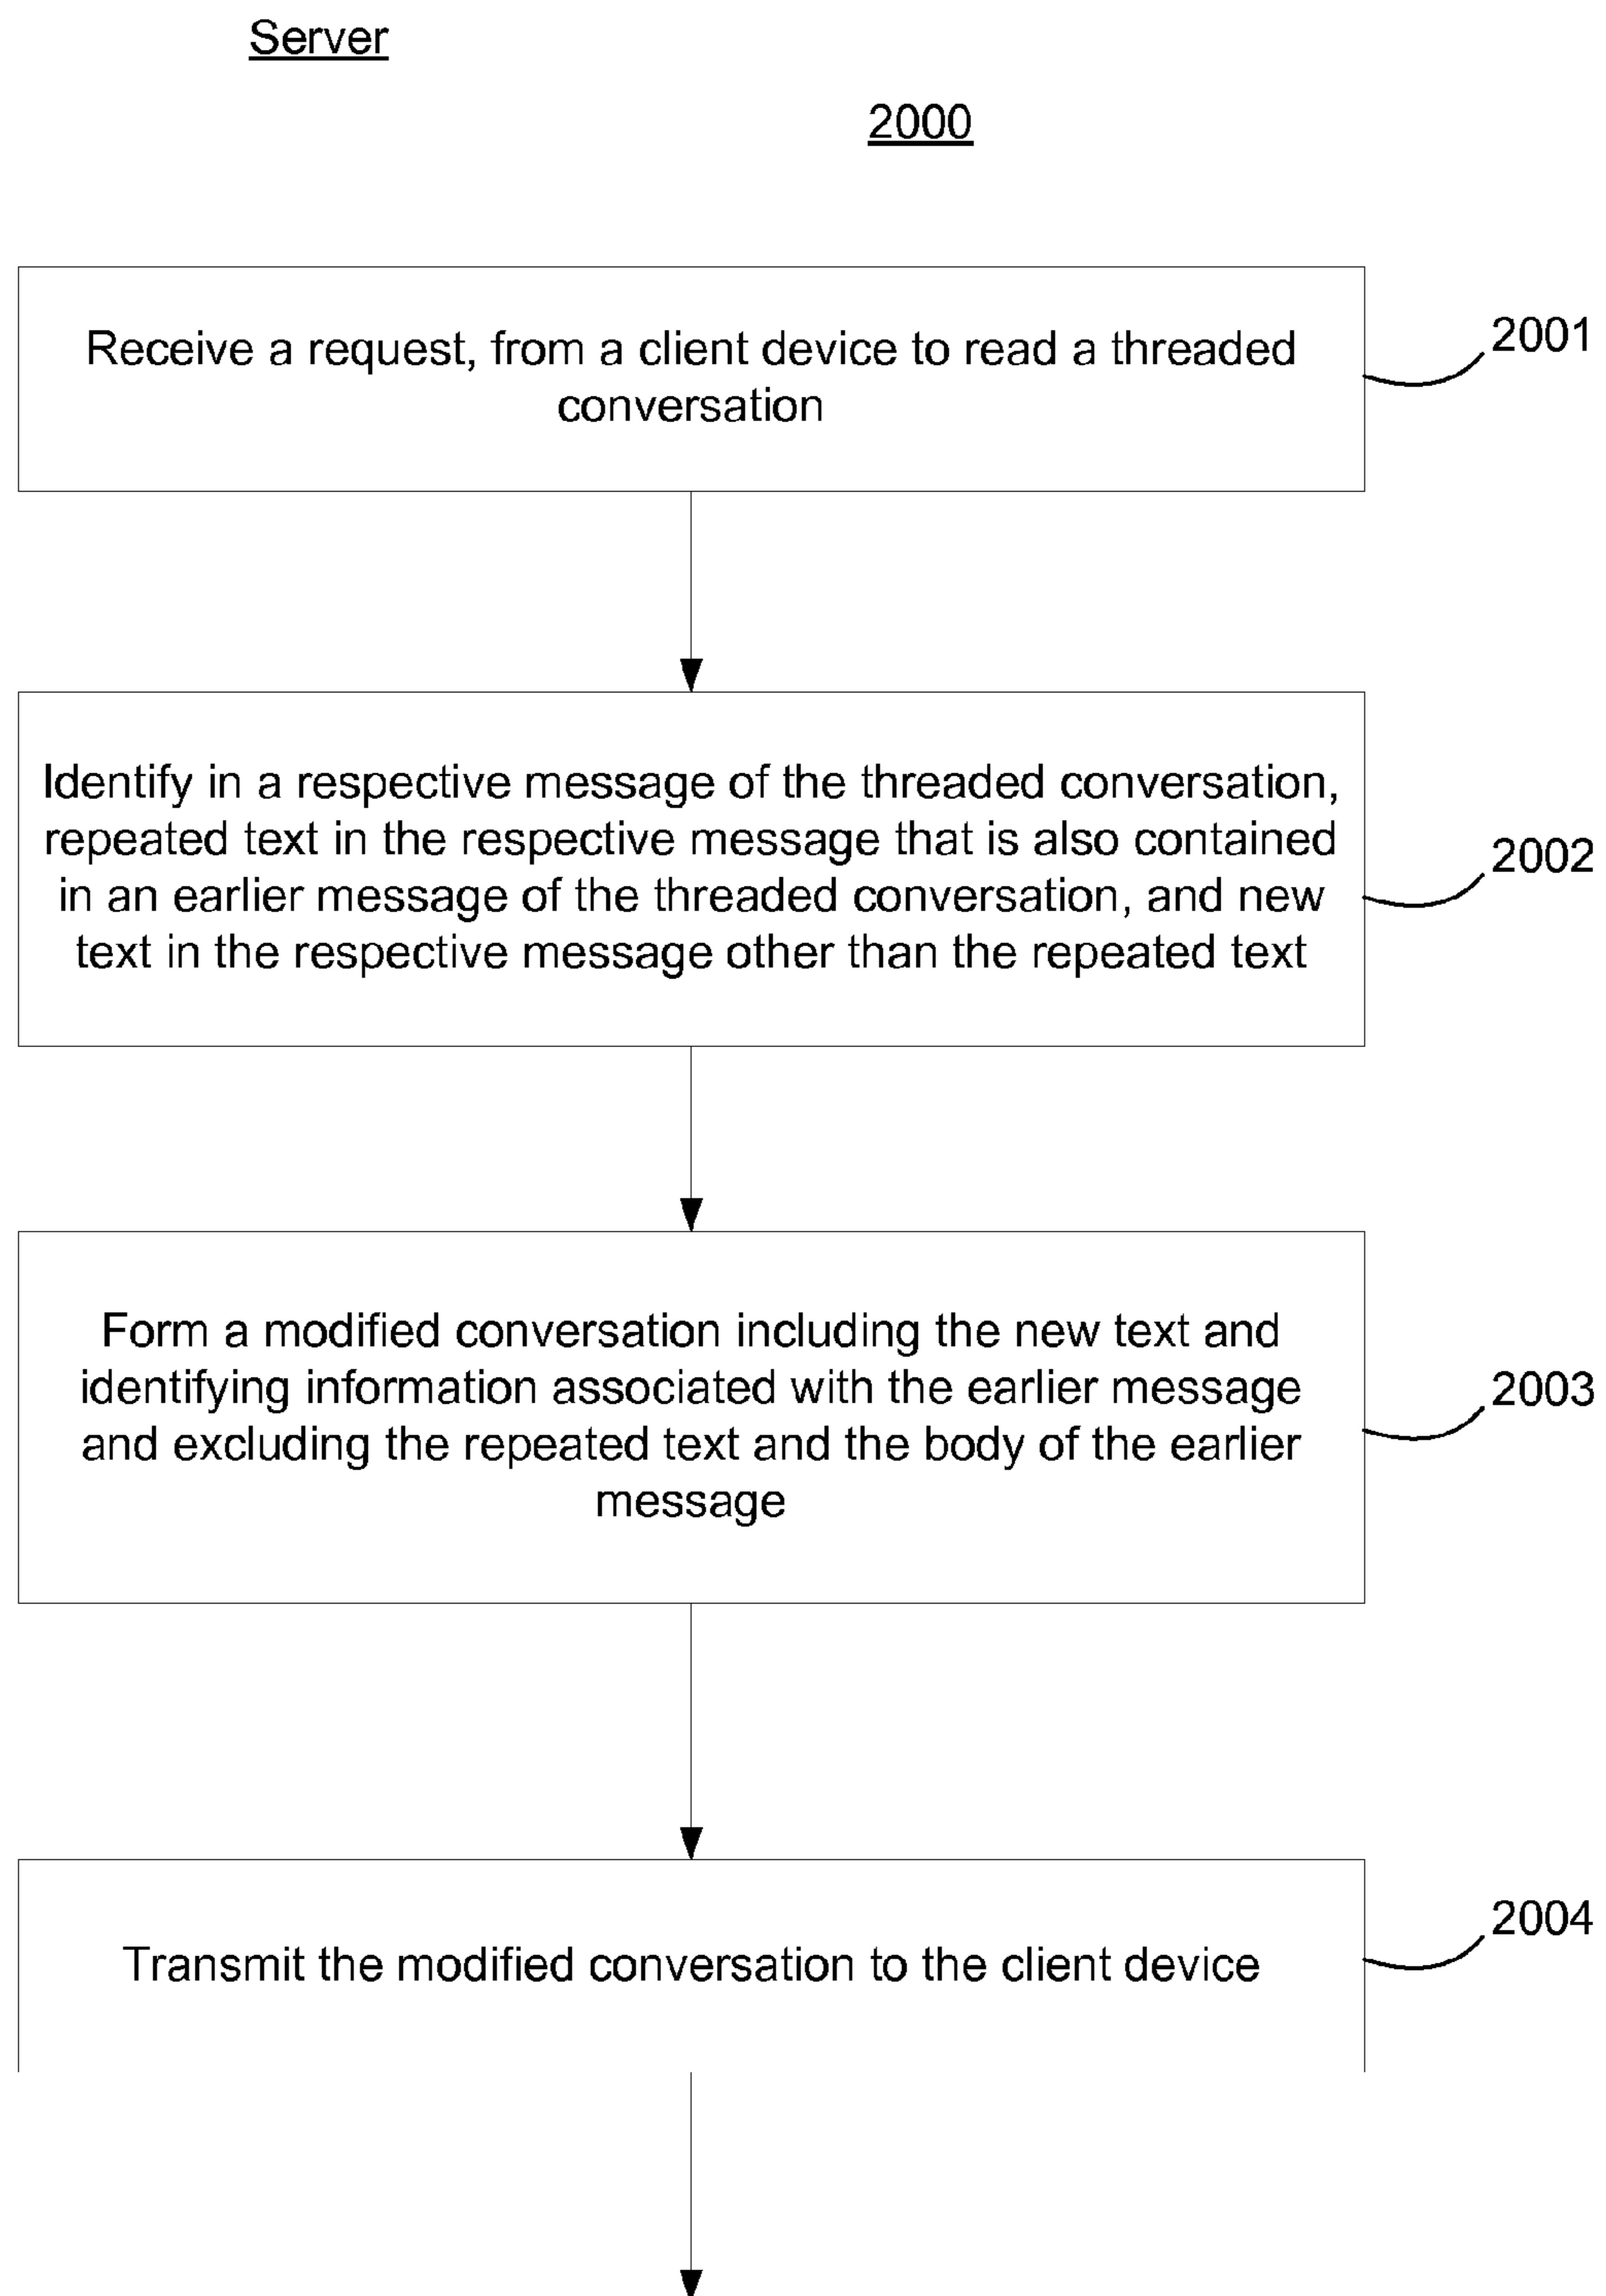 Server
2000
Receive a request, from a client device to read a threaded
conversation
2001
Identify in a respective message of the threaded conversation,
repeated text in the respective message that is also contained
in an earlier message of the threaded conversation, and new
text in the respective message other than the repeated text
2002
Form a modified conversation including the new text and
identifying information associated with the earlier message
and excluding the repeated text and the body of the earlier
message
2003
Transmit the modified conversation to the client device
2004